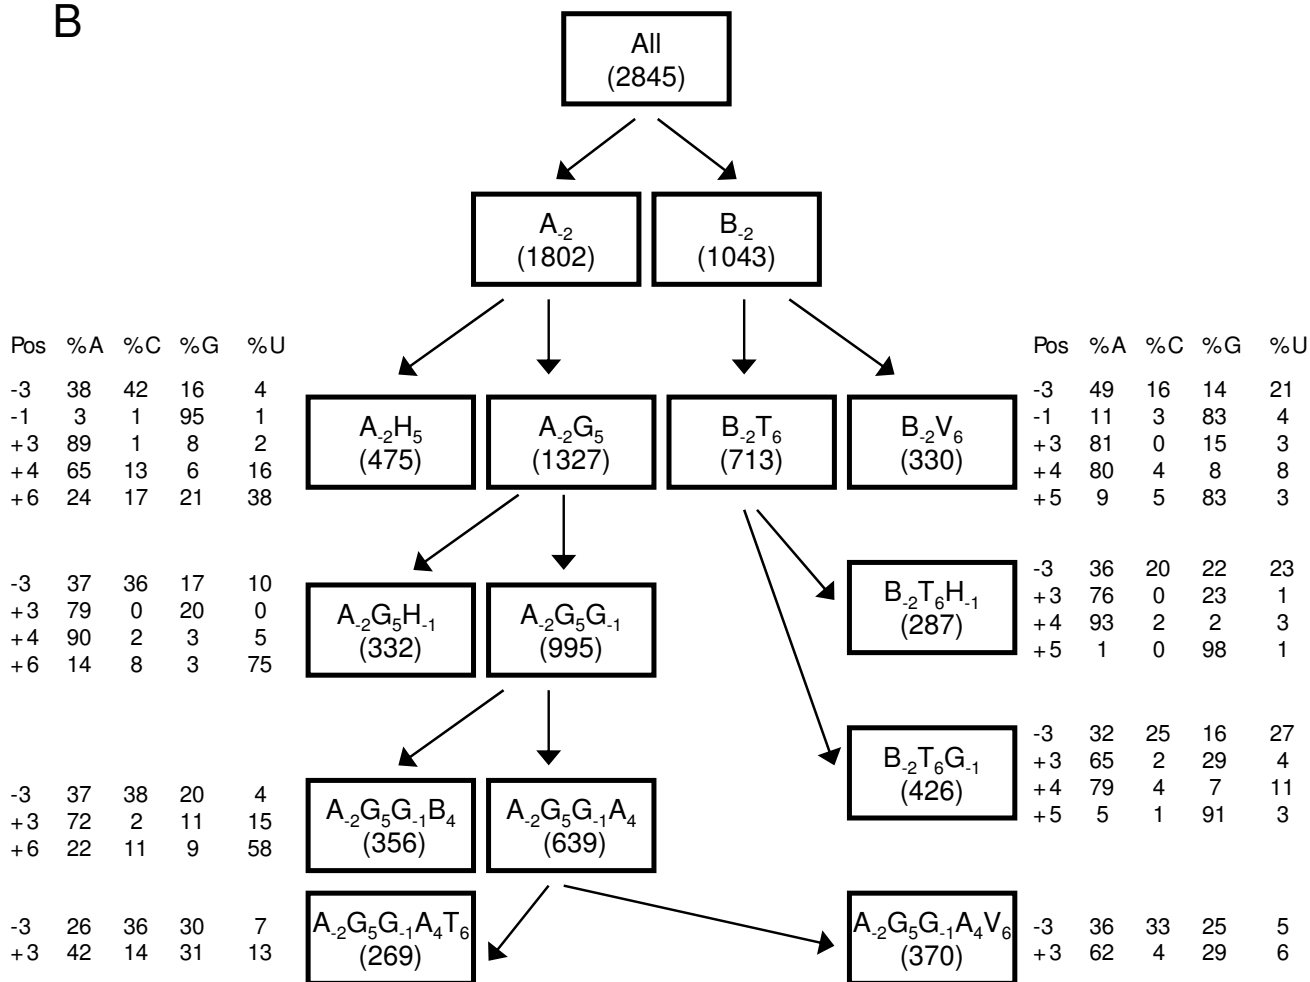 B
All
(2845)
A-2
(1802)
B-2
(1043)
Pos %A %C %G %U
-3 38 42 16 4
-1 3 1 95 1
+3 89 1 8 2
+4 65 13 6 16
+6 24 17 21 38
A-2H5
(475)
A-2G5
(1327)
B-2T6
(713)
B-2V6
(330)
Pos %A %C %G %U
-3 49 16 14 21
-1 11 3 83 4
+3 81 0 15 3
+4 80 4 8 8
+5 9 5 83 3
-3 37 36 17 10
+3 79 0 20 0
+4 90 2 3 5
+6 14 8 3 75
A-2G5H-1
(332)
A-2G5G-1
(995)
B-2T6H-1
(287)
-3 36 20 22 23
+3 76 0 23 1
+4 93 2 2 3
+5 1 0 98 1
B-2T6G-1
(426)
-3 32 25 16 27
+3 65 2 29 4
+4 79 4 7 11
+5 5 1 91 3
-3 37 38 20 4
+3 72 2 11 15
+6 22 11 9 58
A-2G5G-1B4
(356)
A-2G5G-1A4
(639)
-3 26 36 30 7
+3 42 14 31 13
A-2G5G-1A4T6
(269)
A-2G5G-1A4V6
(370)
-3 36 33 25 5
+3 62 4 29 6